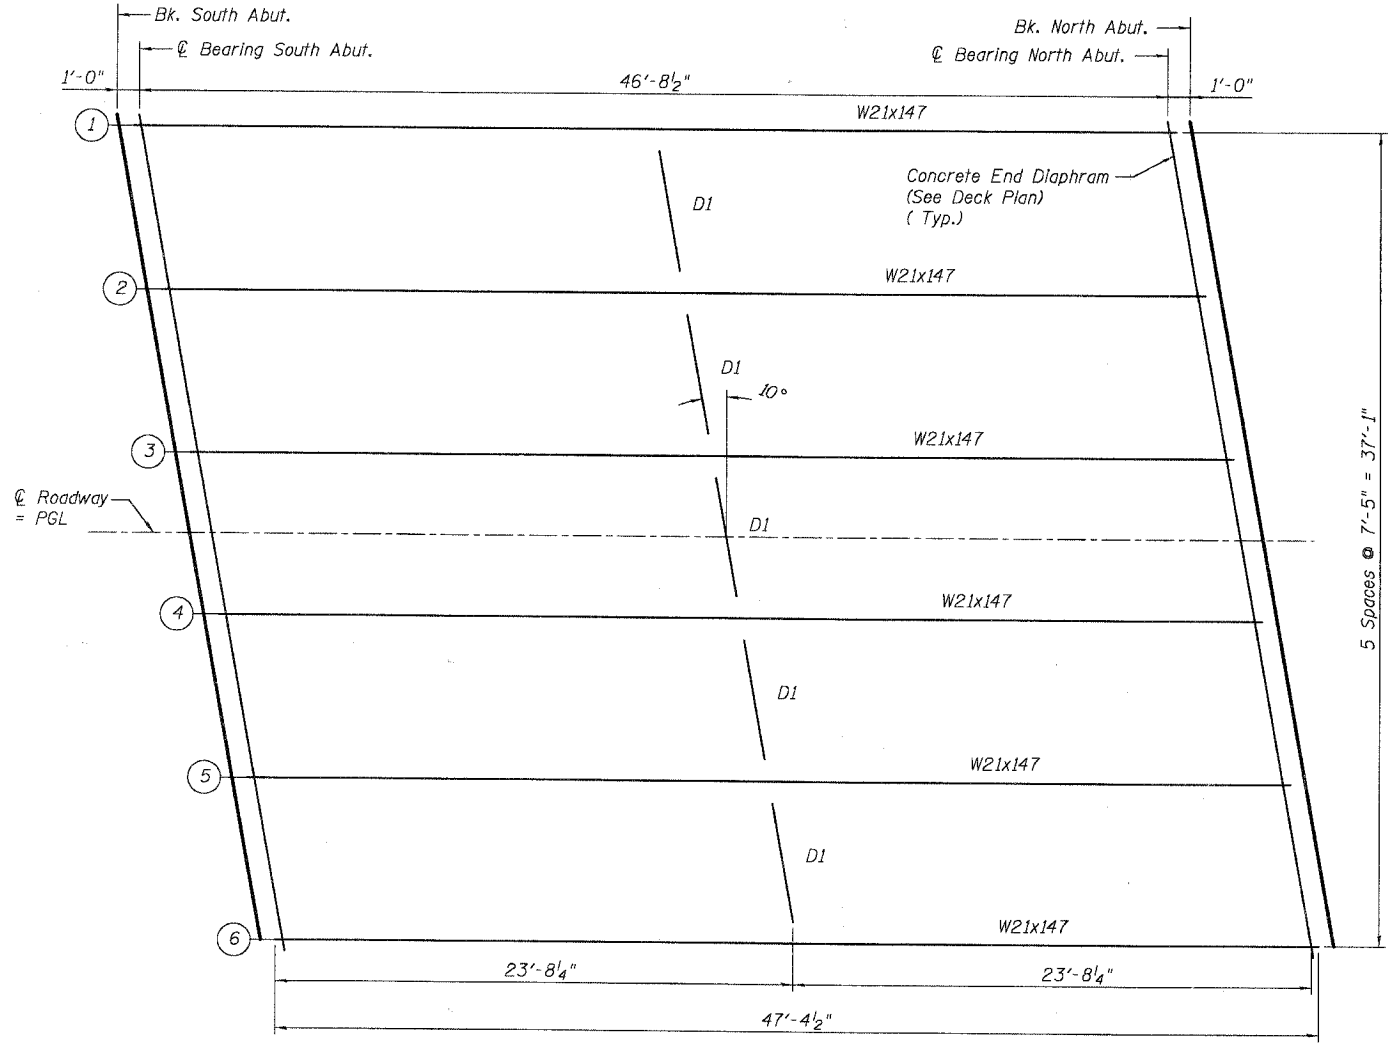 Bk. South Abut.
℄ Bearing South Abut.
Bk. North Abut.
℄ Bearing North Abut.
1'-0"
46'-8½"
1'-0"
1
W21x147
Concrete End Diaphram
(See Deck Plan)
( Typ.)
D1
2
W21x147
D1
10°
3
W21x147
℄ Roadway
= PGL
D1
5 Spaces @ 7'-5" = 37'-1"
4
W21x147
D1
5
W21x147
D1
6
W21x147
23'-8¼"
23'-8¼"
47'-4½"